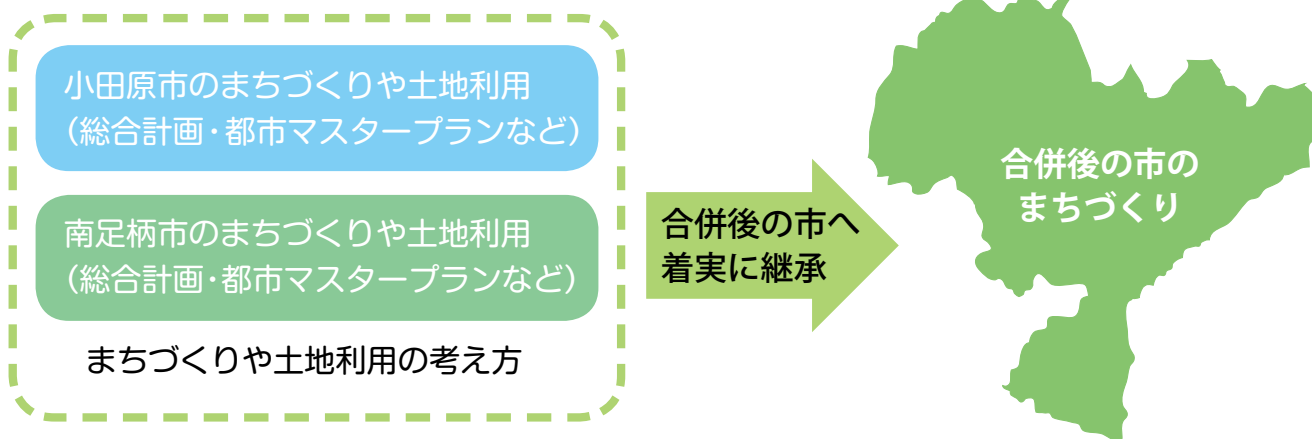 小田原市のまちづくりや土地利用
（総合計画・都市マスタープランなど）
南足柄市のまちづくりや土地利用
（総合計画・都市マスタープランなど）
まちづくりや土地利用の考え方
合併後の市へ
着実に継承
合併後の市の
まちづくり